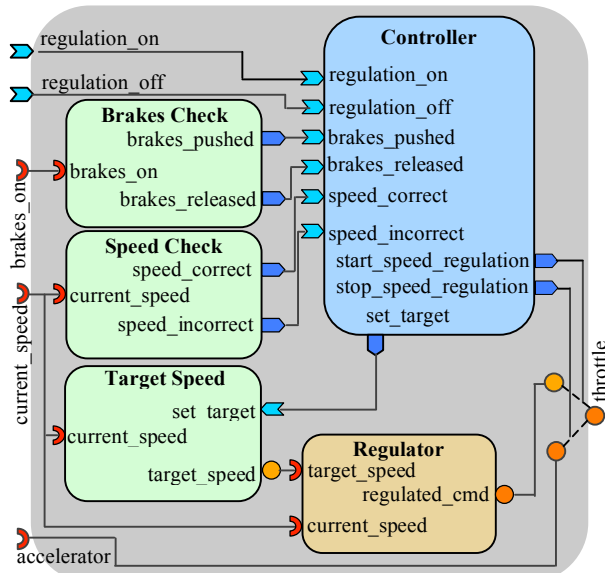 regulation_on
regulation_off
Controller
regulation_on
regulation_off
brakes_pushed
brakes_released
speed_correct
speed_incorrect
start_speed_regulation
stop_speed_regulation
set_target
Brakes Check
brakes_pushed
brakes_on
brakes_released
brakes_on
Speed Check
speed_correct
current_speed
speed_incorrect
current_speed
Target Speed
set_target
current_speed
target_speed
Regulator
target_speed
regulated_cmd
current_speed
throttle
accelerator